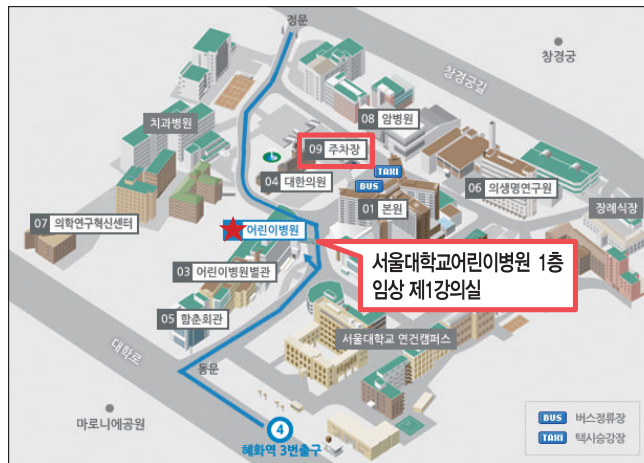 정문
창경궁
창경궁길
08 암병원
치과병원
09 주차장
TAXI
BUS
04 대한의원
06 의생명연구원
01 본원
장례식장
07 의학연구혁신센터
어린이병원
서울대학교어린이병원 1층
임상 제1강의실
03 어린이병원별관
05 함춘회관
서울대학교 연건캠퍼스
대학로
동문
마로니에공원
4
혜화역 3번출구
BUS 버스정류장
TAXI 택시승강장